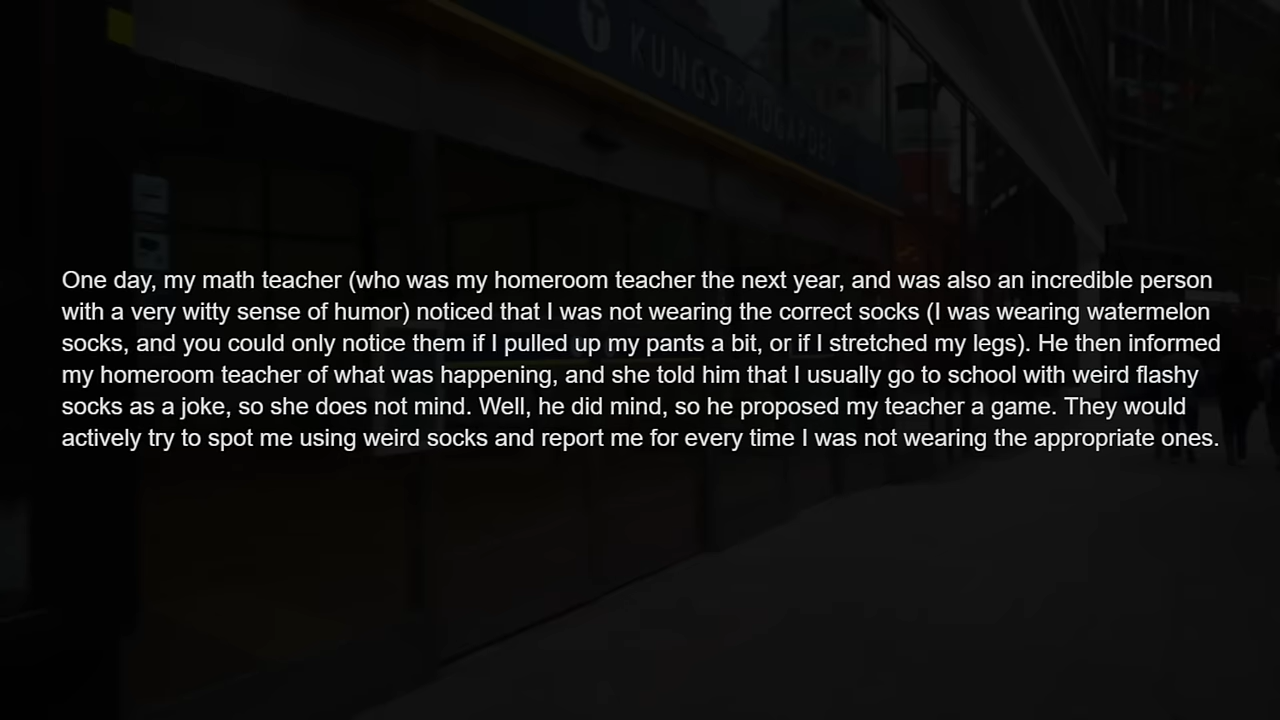 KUNGSTRÄDGÅRDEN
One day, my math teacher (who was my homeroom teacher the next year, and was also an incredible person
with a very witty sense of humor) noticed that I was not wearing the correct socks (I was wearing watermelon
socks, and you could only notice them if I pulled up my pants a bit, or if I stretched my legs). He then informed
my homeroom teacher of what was happening, and she told him that I usually go to school with weird flashy
socks as a joke, so she does not mind. Well, he did mind, so he proposed my teacher a game. They would
actively try to spot me using weird socks and report me for every time I was not wearing the appropriate ones.